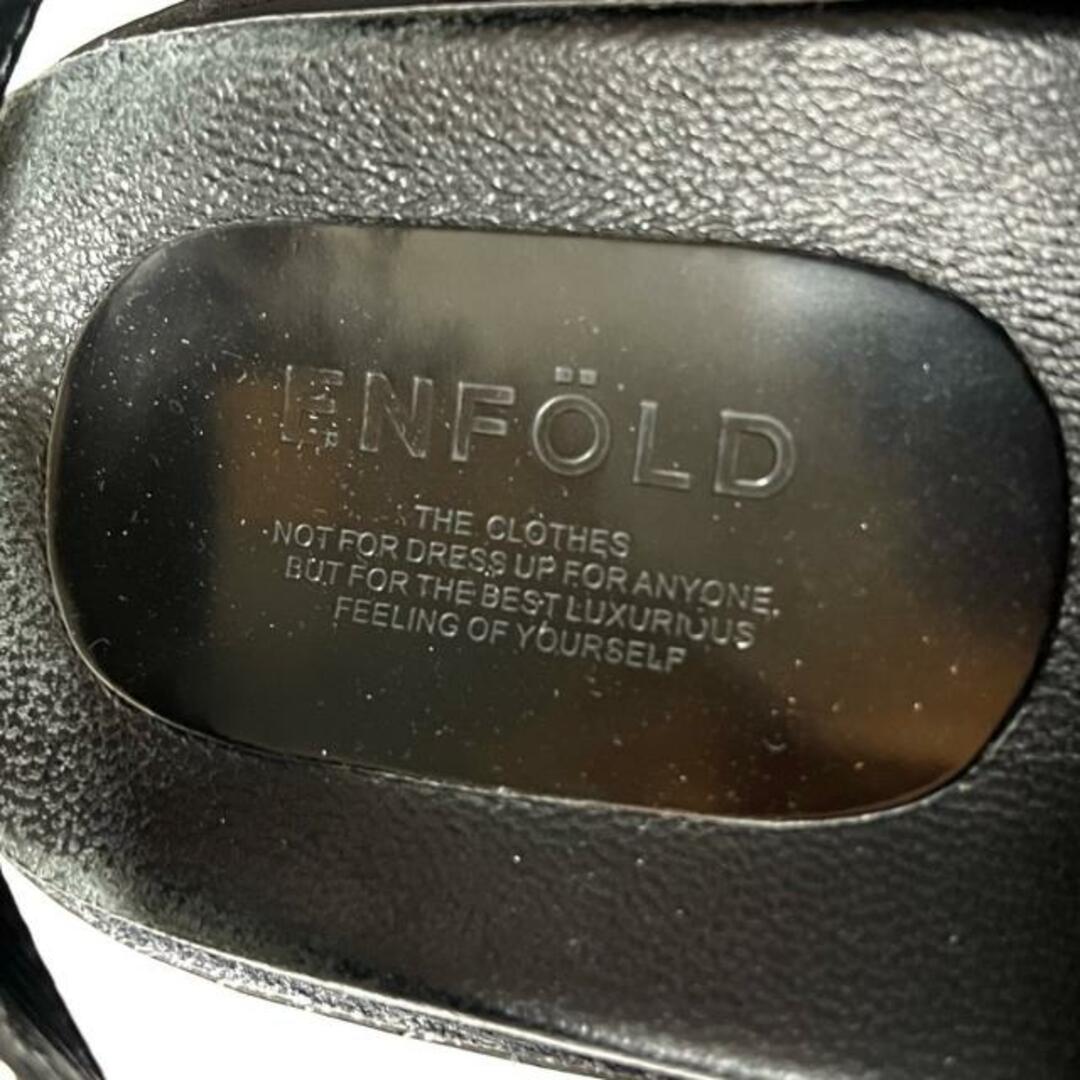 ENFÖLD
THE CLOTHES
NOT FOR DRESS UP FOR ANYONE,
BUT FOR THE BEST LUXURIOUS
FEELING OF YOURSELF